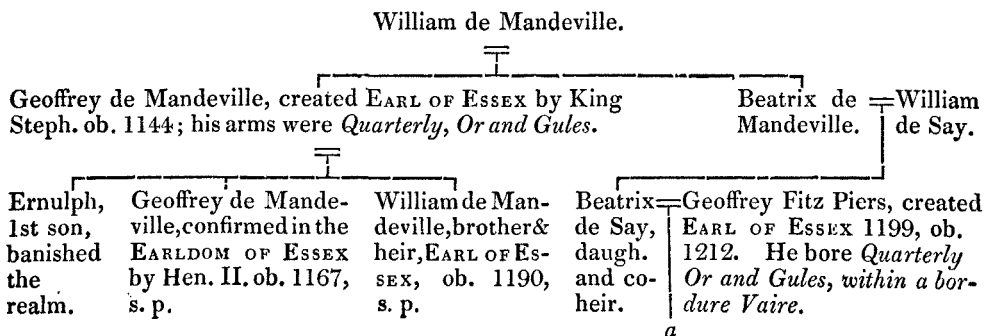 William de Mandeville.
Geoffrey de Mandeville, created EARL OF ESSEX by King
Steph. ob. 1144; his arms were Quarterly, Or and Gules.
Beatrix de
Mandeville.
William
de Say.
Ernulph,
1st son,
banished
the
realm.
Geoffrey de Mande-
ville, confirmed in the
EARLDOM OF ESSEX
by Hen. II. ob. 1167,
s. p.
William de Man-
deville, brother &
heir, EARL OF ES-
SEX, ob. 1190,
s. p.
Beatrix
de Say,
daugh.
and co-
heir.
Geoffrey Fitz Piers, created
EARL OF ESSEX 1199, ob.
1212. He bore Quarterly
Or and Gules, within a bor-
dure Vaire.
a